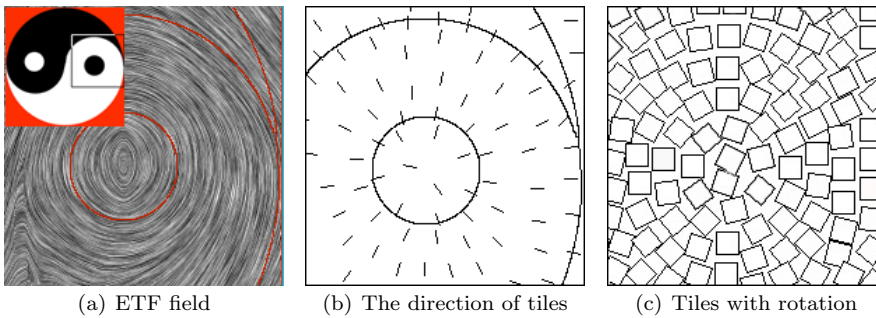 (a) ETF field
(b) The direction of tiles
(c) Tiles with rotation